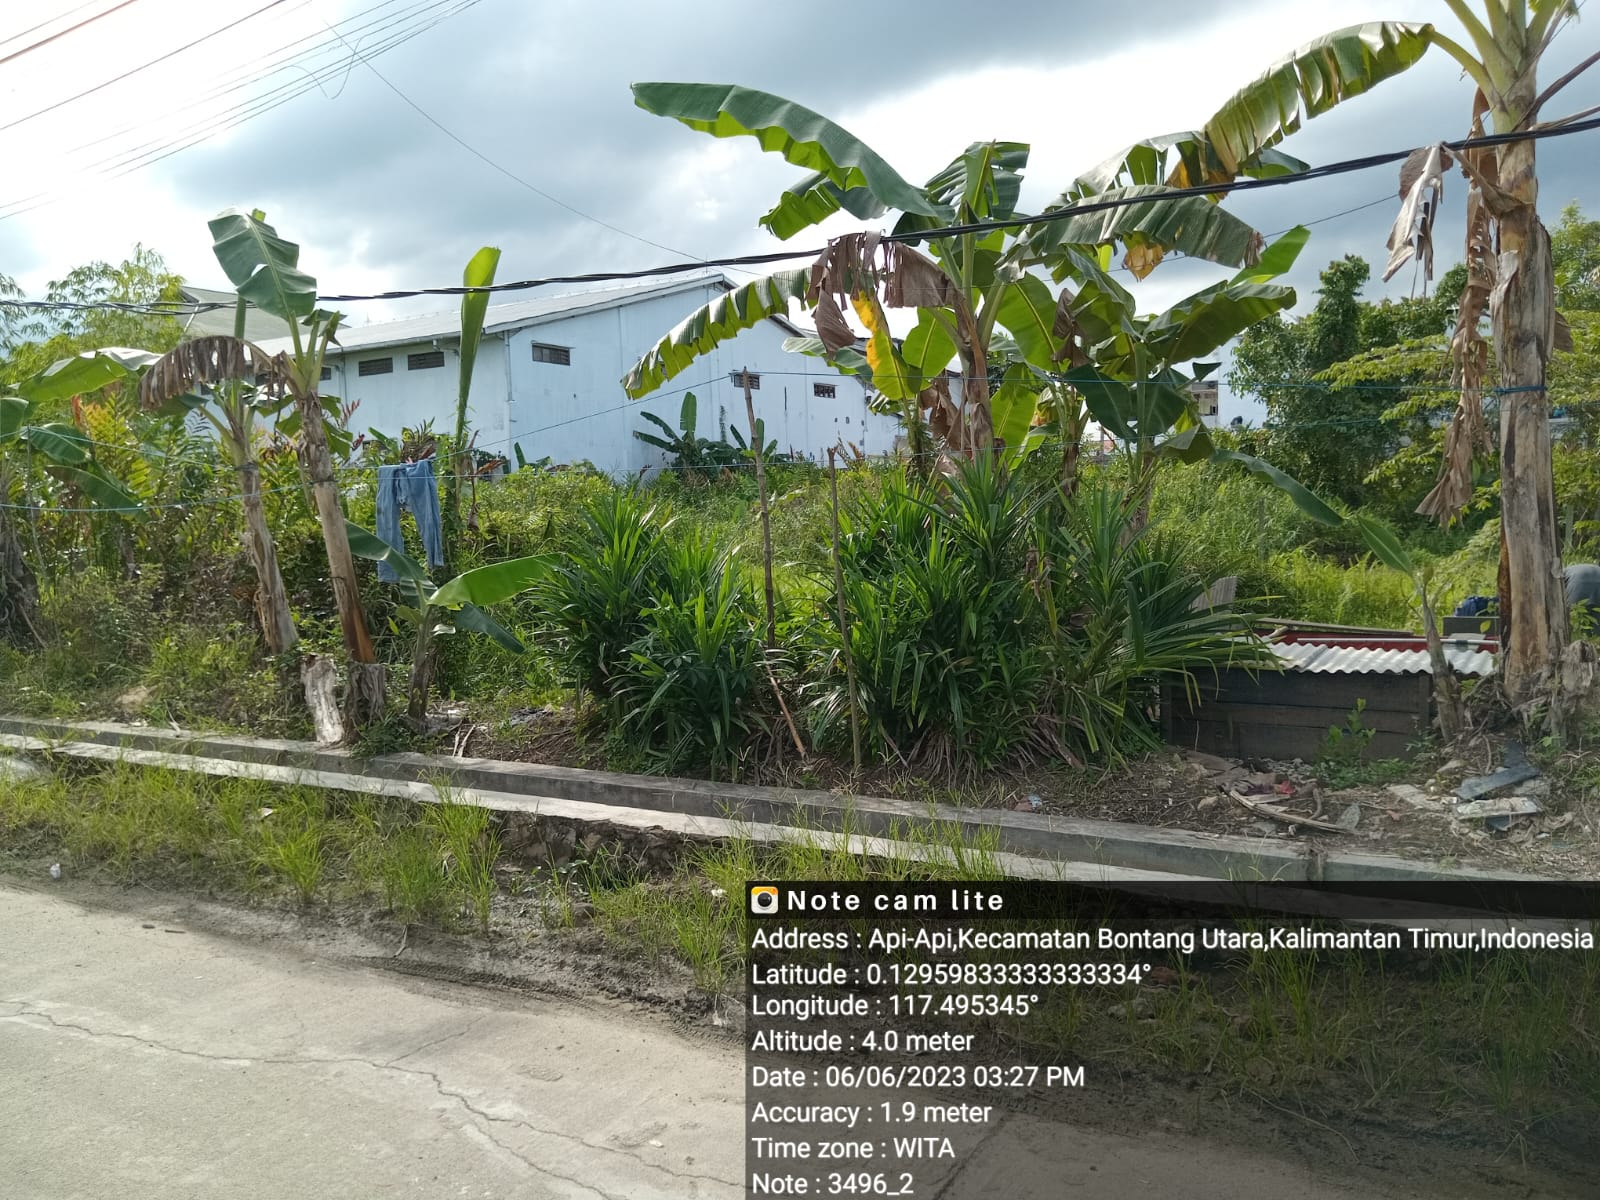 Note cam lite
Address : Api-Api,Kecamatan Bontang Utara,Kalimantan Timur,Indonesia
Latitude : 0.12959833333333334°
Longitude : 117.495345°
Altitude : 4.0 meter
Date : 06/06/2023 03:27 PM
Accuracy : 1.9 meter
Time zone : WITA
Note : 3496_2